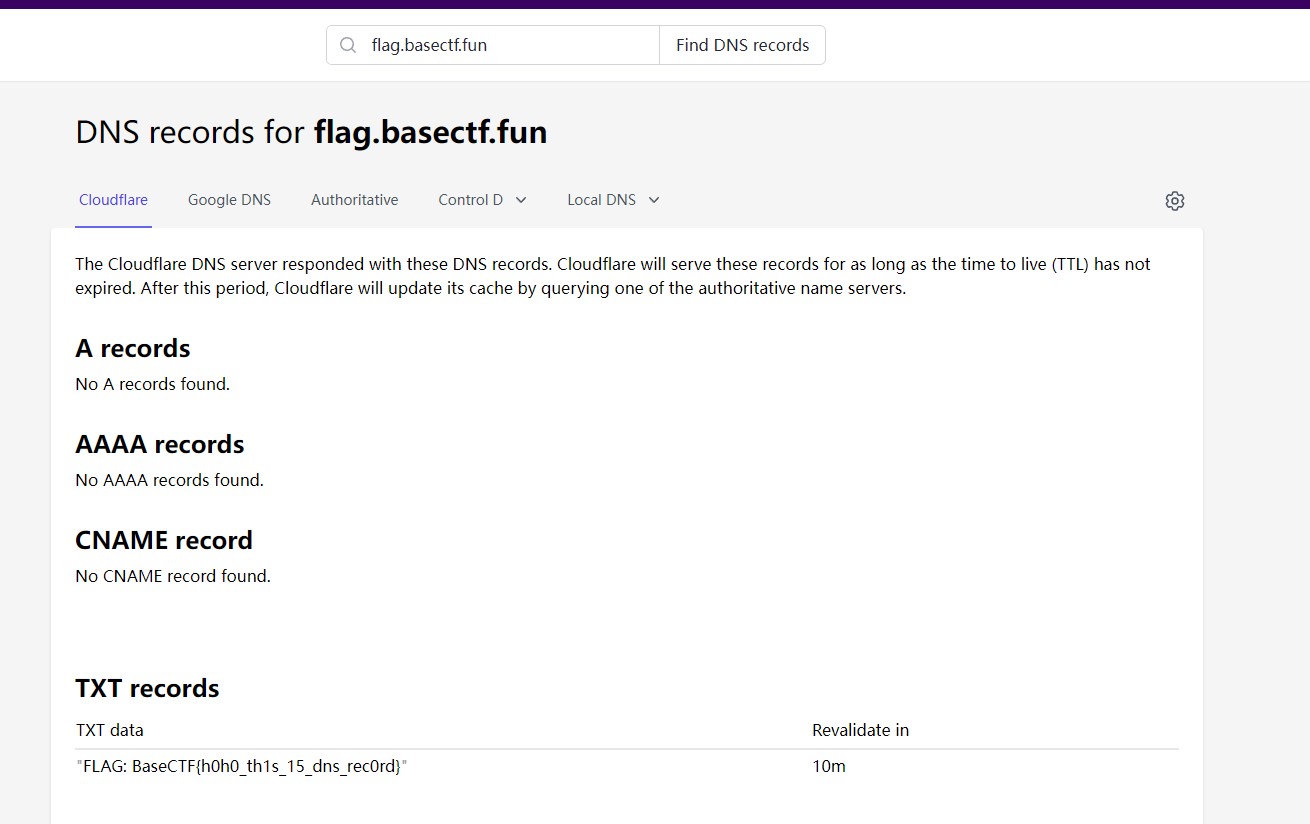 flag.basectf.fun
Find DNS records
DNS records for flag.basectf.fun
Cloudflare
Google DNS
Authoritative
Control D
Local DNS
The Cloudflare DNS server responded with these DNS records. Cloudflare will serve these records for as long as the time to live (TTL) has not
expired. After this period, Cloudflare will update its cache by querying one of the authoritative name servers.
A records
No A records found.
AAAA records
No AAAA records found.
CNAME record
No CNAME record found.
TXT records
TXT data
Revalidate in
"FLAG: BaseCTF{h0h0_th1s_15_dns_rec0rd}"
10m